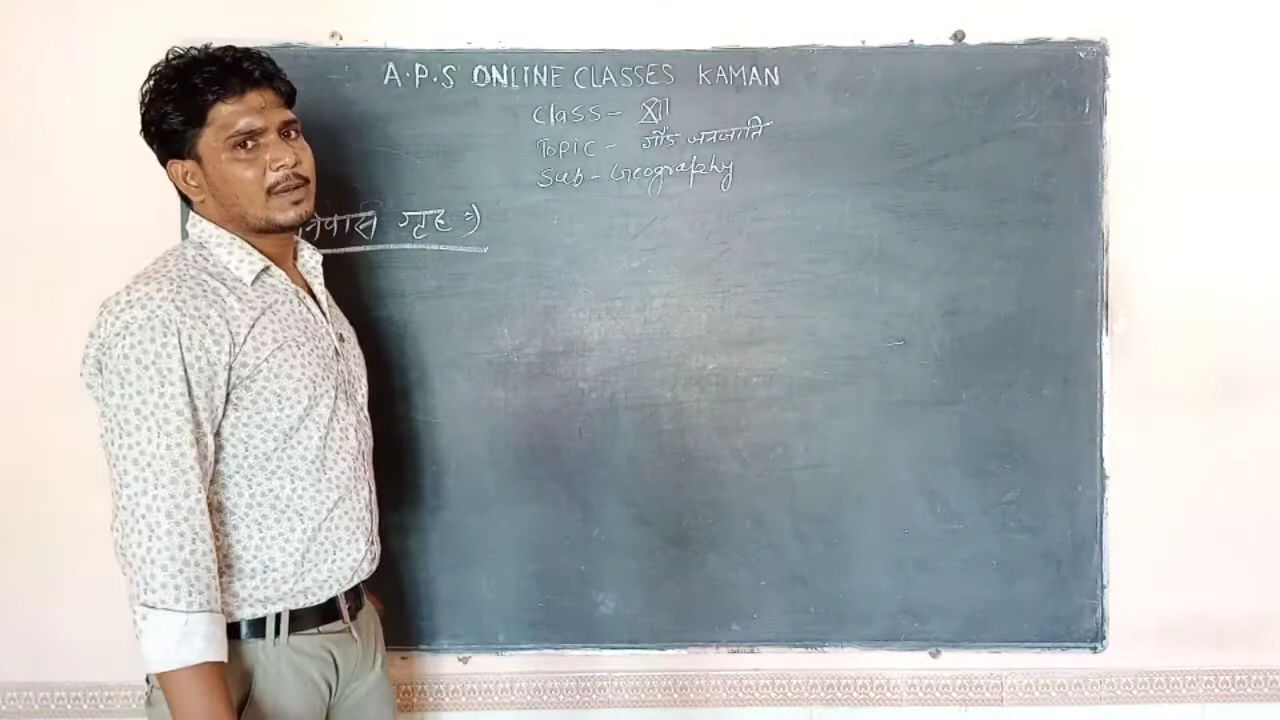 A.P.S ONLINE CLASSES KAMAN
Class - XII
Topic - गौंड जनजाति
Sub - Geography
निवास गृह :-)